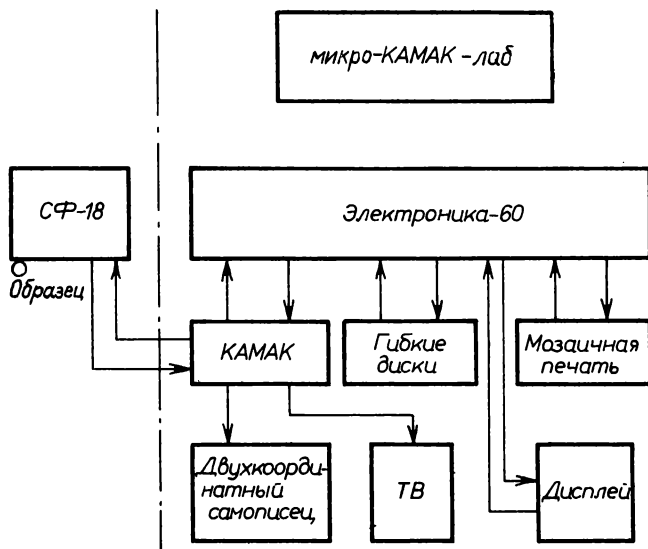 микро-КАМАК-лаб
СФ-18
Образец
Электроника-60
КАМАК
Гибкие
диски
Мозаичная
печать
Двухкоорди-
натный
самописец
ТВ
Дисплей